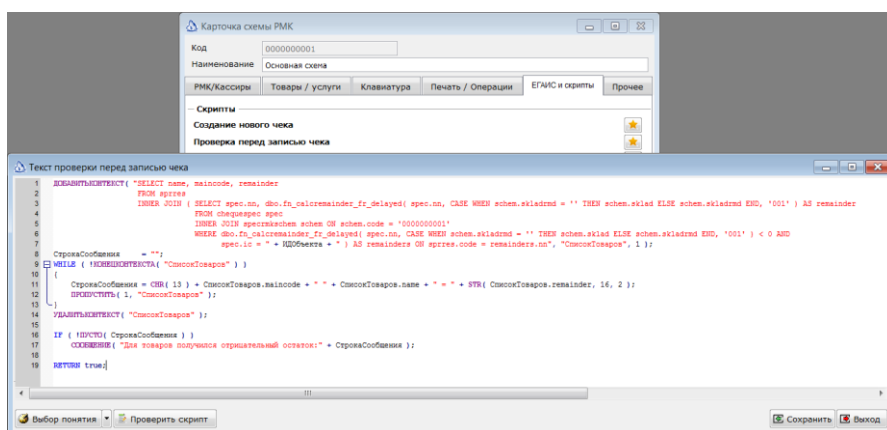 Карточка схемы РМК
Код 0000000001
Наименование Основная схема
РМК/Кассиры Товары / услуги Клавиатура Печать / Операции ЕГАИС и скрипты Прочее
Скрипты
Создание нового чека
Проверка перед записью чека
Текст проверки перед записью чека
1 ДОБАВИТЬКОНТЕКСТ( "SELECT name, maincode, remainder
2 FROM sprres
3 INNER JOIN ( SELECT spec.nn, dbo.fn_calcremainder_fr_delayed( spec.nn, CASE WHEN schem.skladrmd = '' THEN schem.sklad ELSE schem.skladrmd END, '001' ) AS remainder
4 FROM chequespec spec
5 INNER JOIN specrmkschem schem ON schem.code = '0000000001'
6 WHERE dbo.fn_calcremainder_fr_delayed( spec.nn, CASE WHEN schem.skladrmd = '' THEN schem.sklad ELSE schem.skladrmd END, '001' ) < 0 AND
7 spec.ic = " + ИДОбъекта + " ) AS remainders ON sprres.code = remainders.nn", "СписокТоваров", 1 );
8 СтрокаСообщения = "";
9 WHILE ( !КОНЕЦКОНТЕКСТА( "СписокТоваров" ) )
10 {
11 СтрокаСообщения = CHR( 13 ) + СписокТоваров.maincode + " " + СписокТоваров.name + " = " + STR( СписокТоваров.remainder, 16, 2 );
12 ПРОПУСТИТЬ( 1, "СписокТоваров" );
13 }
14 УДАЛИТЬКОНТЕКСТ( "СписокТоваров" );
15
16 IF ( !ПУСТО( СтрокаСообщения ) )
17 СООБЩЕНИЕ( "Для товаров получился отрицательный остаток:" + СтрокаСообщения );
18
19 RETURN true;
Выбор понятия Проверить скрипт Сохранить Выход